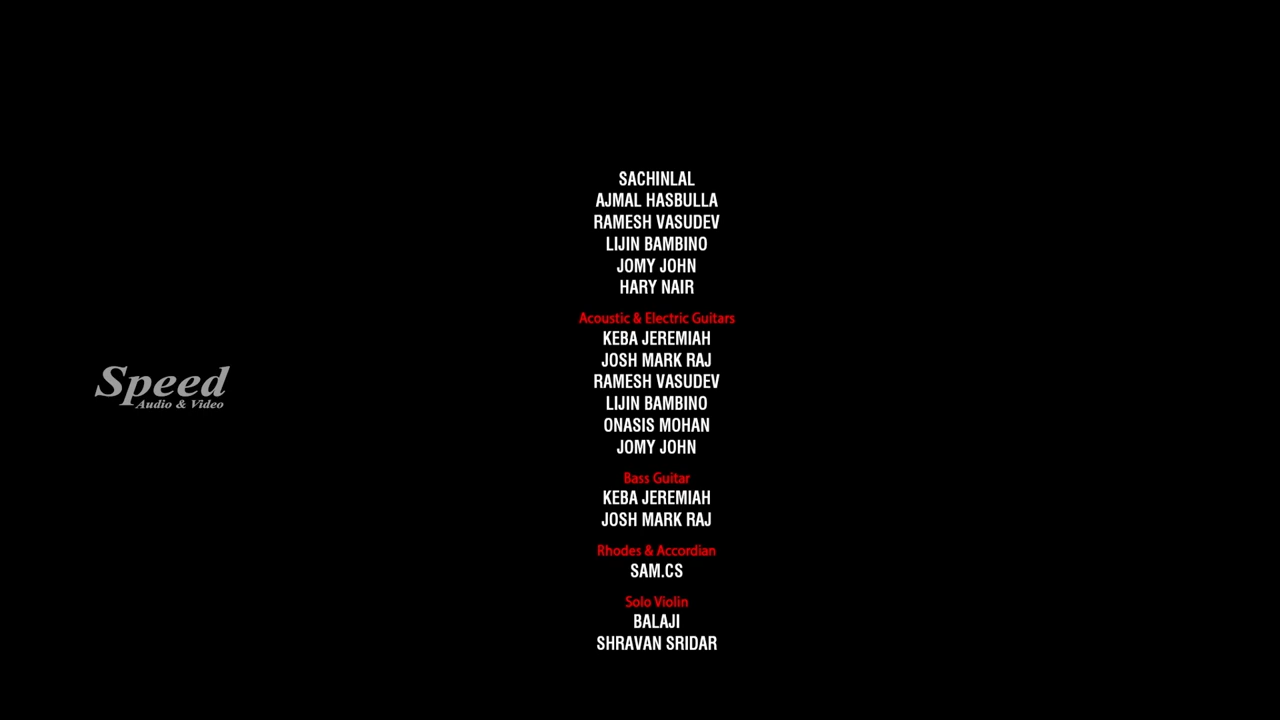 SACHINLAL
AJMAL HASBULLA
RAMESH VASUDEV
LIJIN BAMBINO
JOMY JOHN
HARY NAIR
Acoustic & Electric Guitars
KEBA JEREMIAH
JOSH MARK RAJ
RAMESH VASUDEV
LIJIN BAMBINO
ONASIS MOHAN
JOMY JOHN
Bass Guitar
KEBA JEREMIAH
JOSH MARK RAJ
Rhodes & Accordian
SAM.CS
Solo Violin
BALAJI
SHRAVAN SRIDAR
Speed
Audio & Video